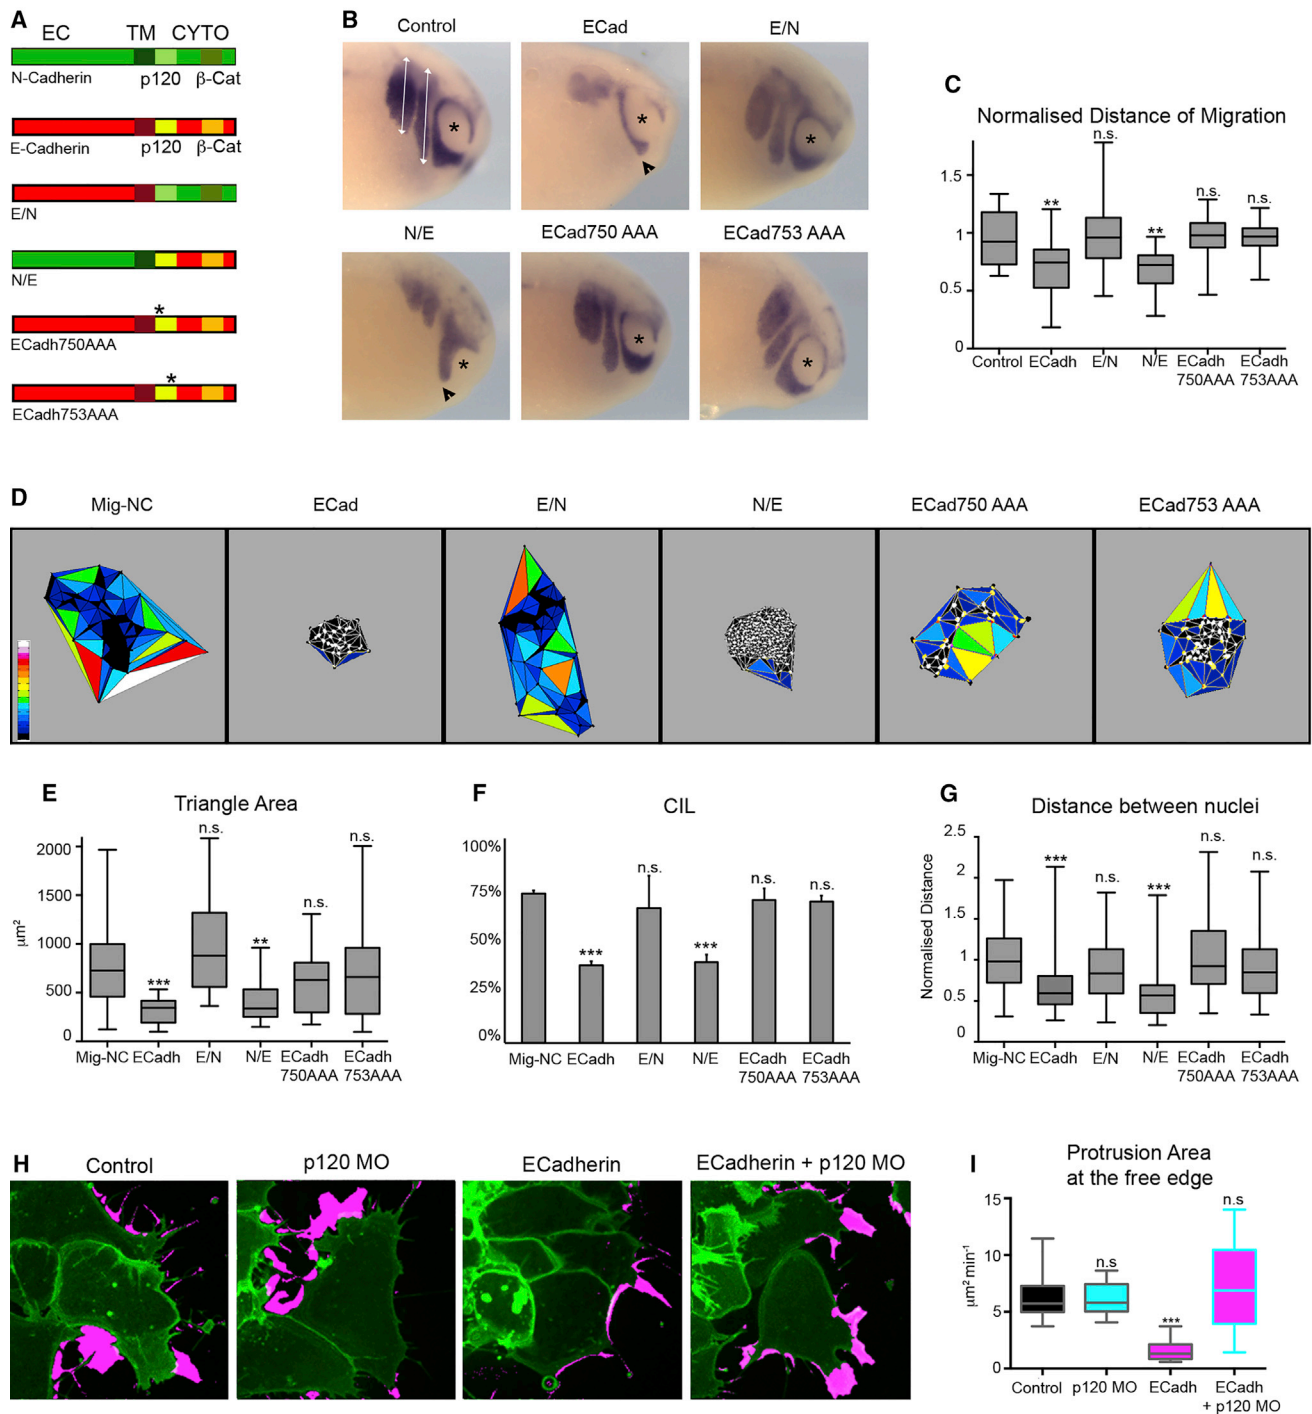 A
EC TM CYTO
N-Cadherin p120 β-Cat
E-Cadherin p120 β-Cat
E/N
N/E
*
ECadh750AAA
*
ECadh753AAA
B
Control ECad E/N
* * *
N/E ECad750 AAA ECad753 AAA
* * *
C
Normalised Distance of Migration
n.s.
** ** n.s. n.s.
1.5
1
0.5
0
Control ECadh E/N N/E ECadh 750AAA ECadh 753AAA
D
Mig-NC ECad E/N N/E ECad750 AAA ECad753 AAA
E
Triangle Area
n.s. n.s.
n.s.
** 
***
2000
1500
1000
500
0
μm²
Mig-NC ECadh E/N N/E ECadh 750AAA ECadh 753AAA
F
CIL
100%
75%
50%
25%
0%
*** n.s. *** n.s. n.s.
Mig-NC ECadh E/N N/E ECadh 750AAA ECadh 753AAA
G
Distance between nuclei
2.5
2
1.5
1
0.5
0
Normalised Distance
*** n.s. *** n.s. n.s.
Mig-NC ECadh E/N N/E ECadh 750AAA ECadh 753AAA
H
Control p120 MO ECadherin ECadherin + p120 MO
I
Protrusion Area
at the free edge
15
10
5
0
μm² min⁻¹
n.s *** n.s
Control p120 MO ECadh ECadh + p120 MO